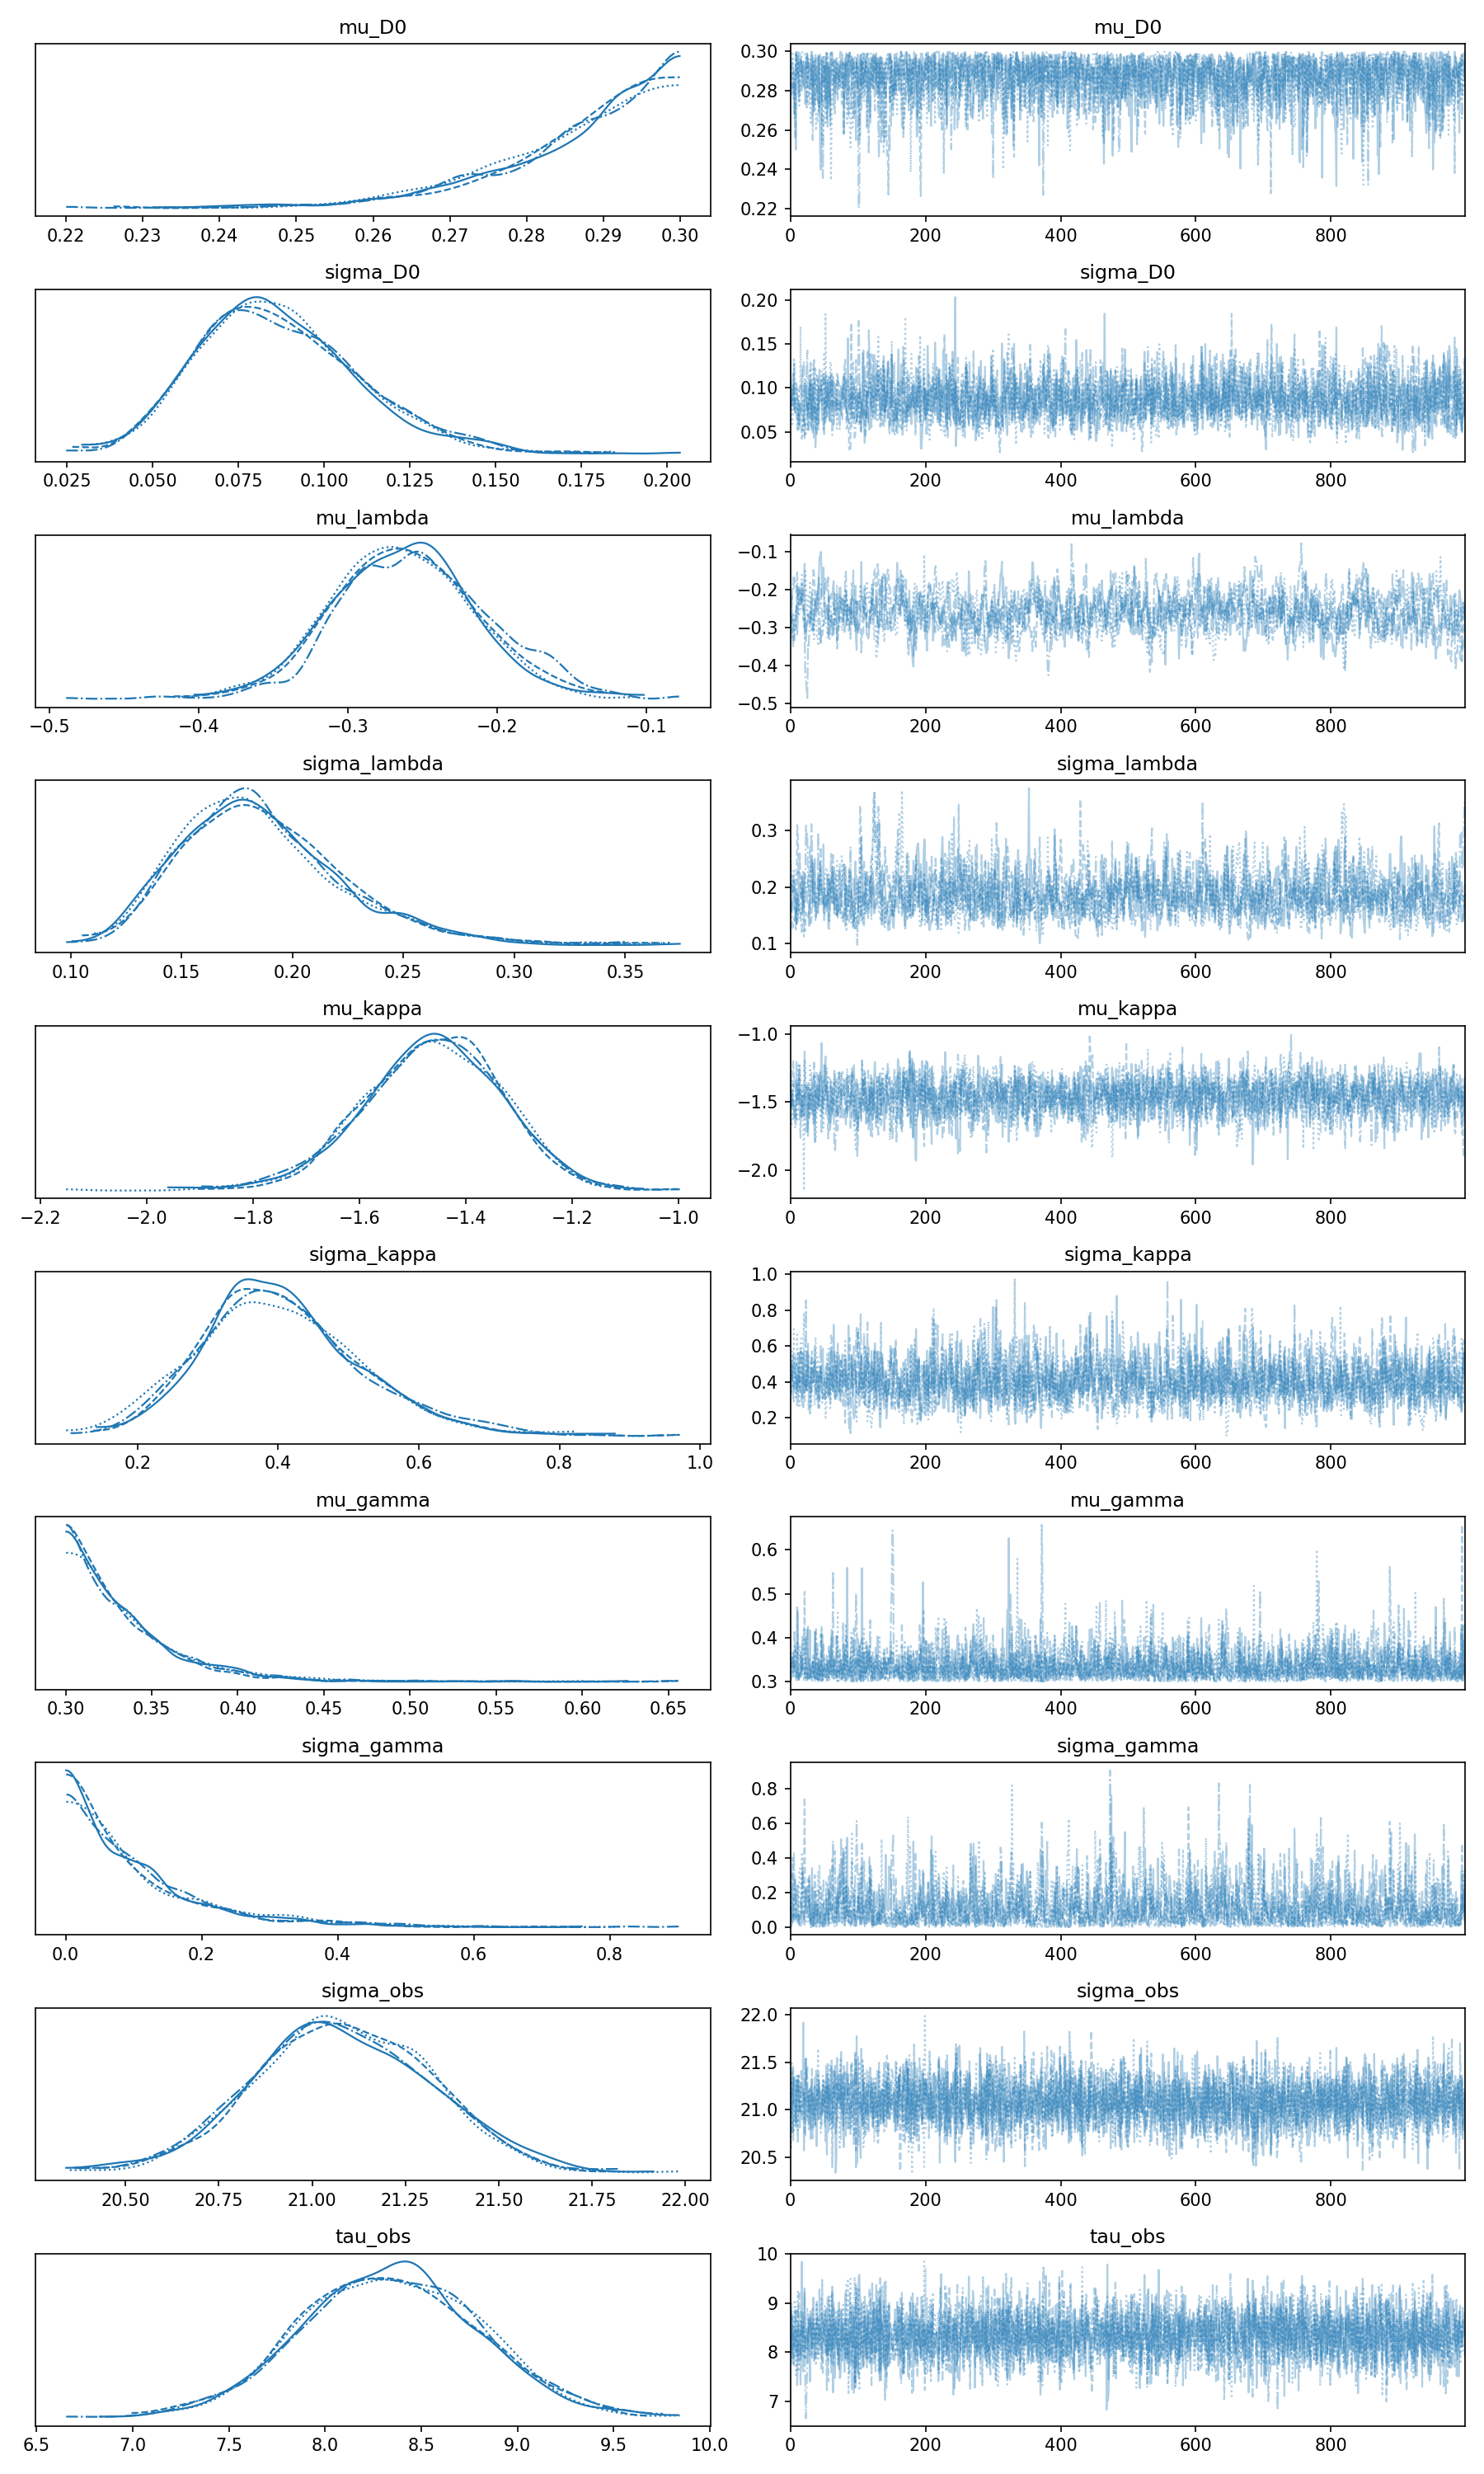 mu_D0 mu_D0
0.30
0.28
0.26
0.24
0.22
0.22 0.23 0.24 0.25 0.26 0.27 0.28 0.29 0.30 0 200 400 600 800
sigma_D0 sigma_D0
0.20
0.15
0.10
0.05
0.025 0.050 0.075 0.100 0.125 0.150 0.175 0.200 0 200 400 600 800
mu_lambda mu_lambda
−0.1
−0.2
−0.3
−0.4
−0.5
−0.5 −0.4 −0.3 −0.2 −0.1 0 200 400 600 800
sigma_lambda sigma_lambda
0.3
0.2
0.1
0.10 0.15 0.20 0.25 0.30 0.35 0 200 400 600 800
mu_kappa mu_kappa
−1.0
−1.5
−2.0
−2.2 −2.0 −1.8 −1.6 −1.4 −1.2 −1.0 0 200 400 600 800
sigma_kappa sigma_kappa
1.0
0.8
0.6
0.4
0.2
0.2 0.4 0.6 0.8 1.0 0 200 400 600 800
mu_gamma mu_gamma
0.6
0.5
0.4
0.3
0.30 0.35 0.40 0.45 0.50 0.55 0.60 0.65 0 200 400 600 800
sigma_gamma sigma_gamma
0.8
0.6
0.4
0.2
0.0
0.0 0.2 0.4 0.6 0.8 0 200 400 600 800
sigma_obs sigma_obs
22.0
21.5
21.0
20.5
20.50 20.75 21.00 21.25 21.50 21.75 22.00 0 200 400 600 800
tau_obs tau_obs
10
9
8
7
6.5 7.0 7.5 8.0 8.5 9.0 9.5 10.0 0 200 400 600 800